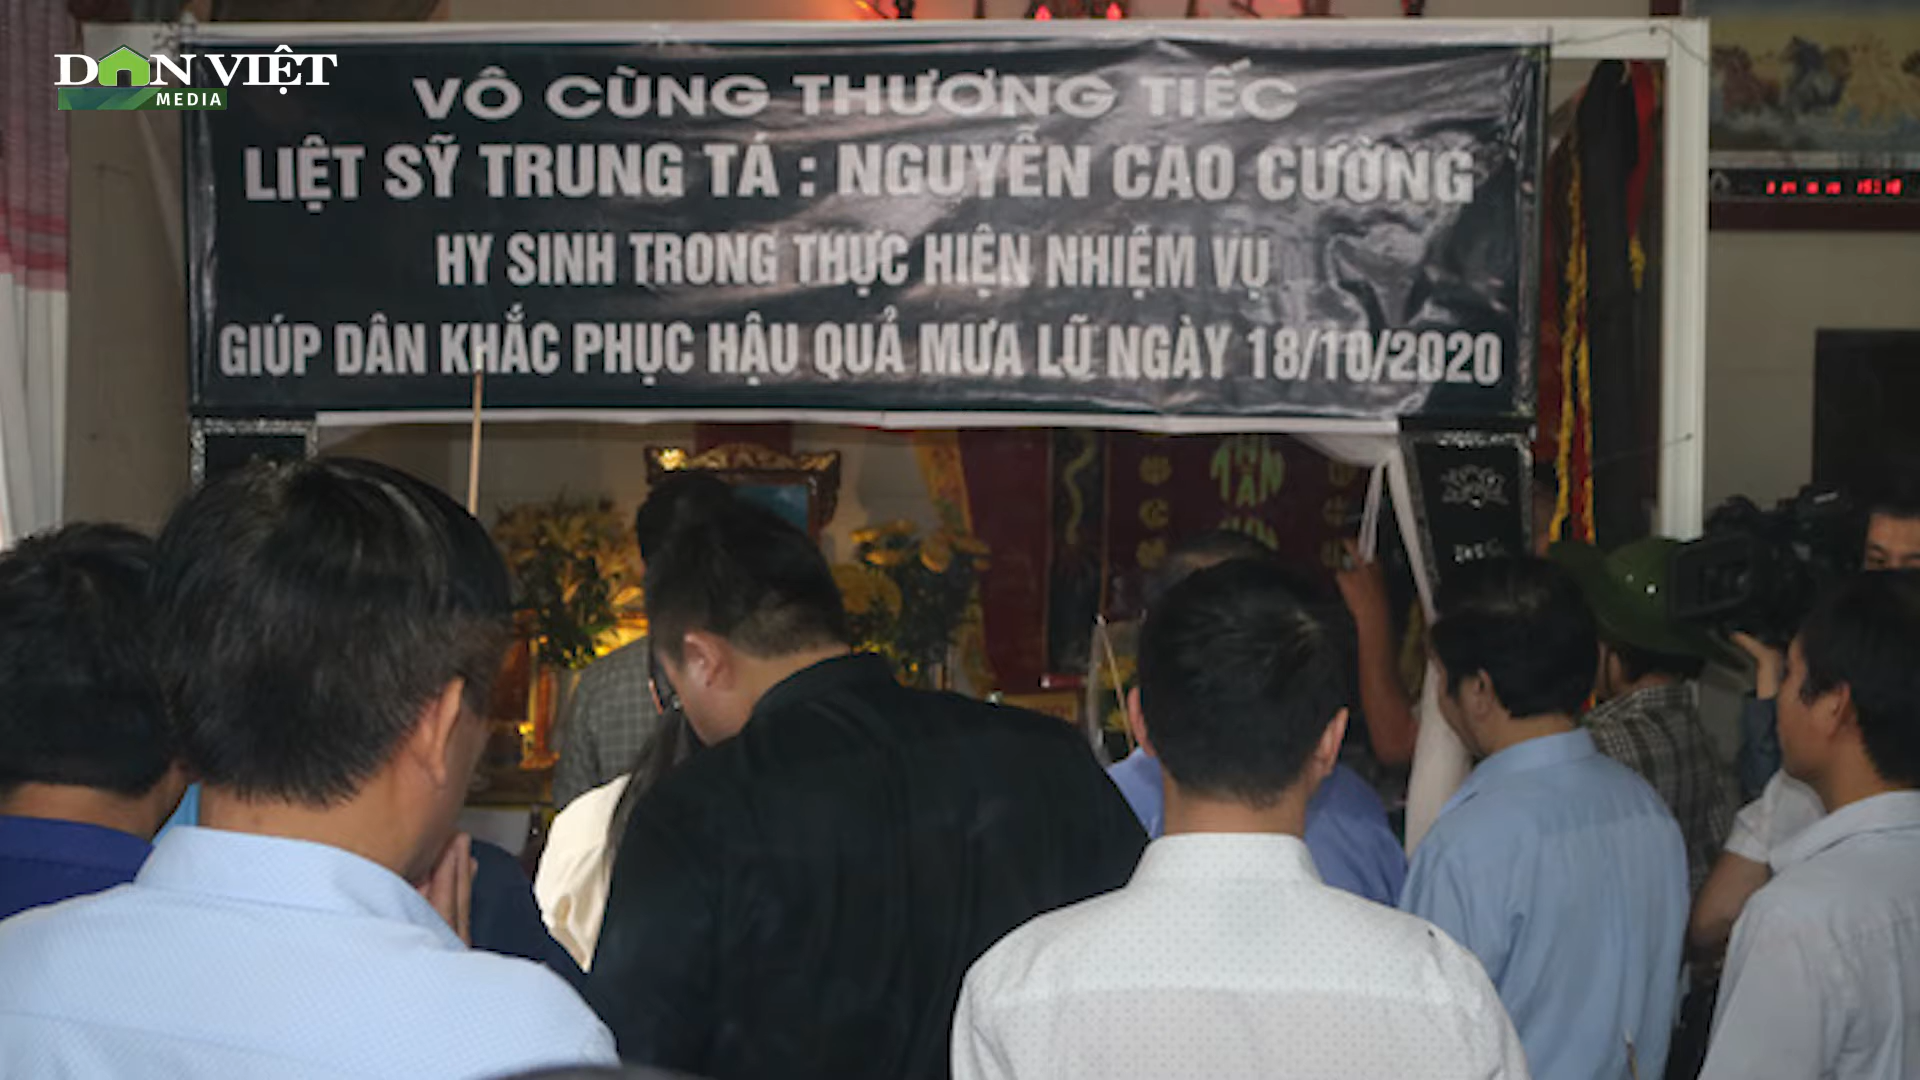 DÂN VIỆT
MEDIA
VÔ CÙNG THƯƠNG TIẾC
LIỆT SỸ TRUNG TÁ : NGUYỄN CAO CƯỜNG
HY SINH TRONG THỰC HIỆN NHIỆM VỤ
GIÚP DÂN KHẮC PHỤC HẬU QUẢ MƯA LŨ NGÀY 18/10/2020